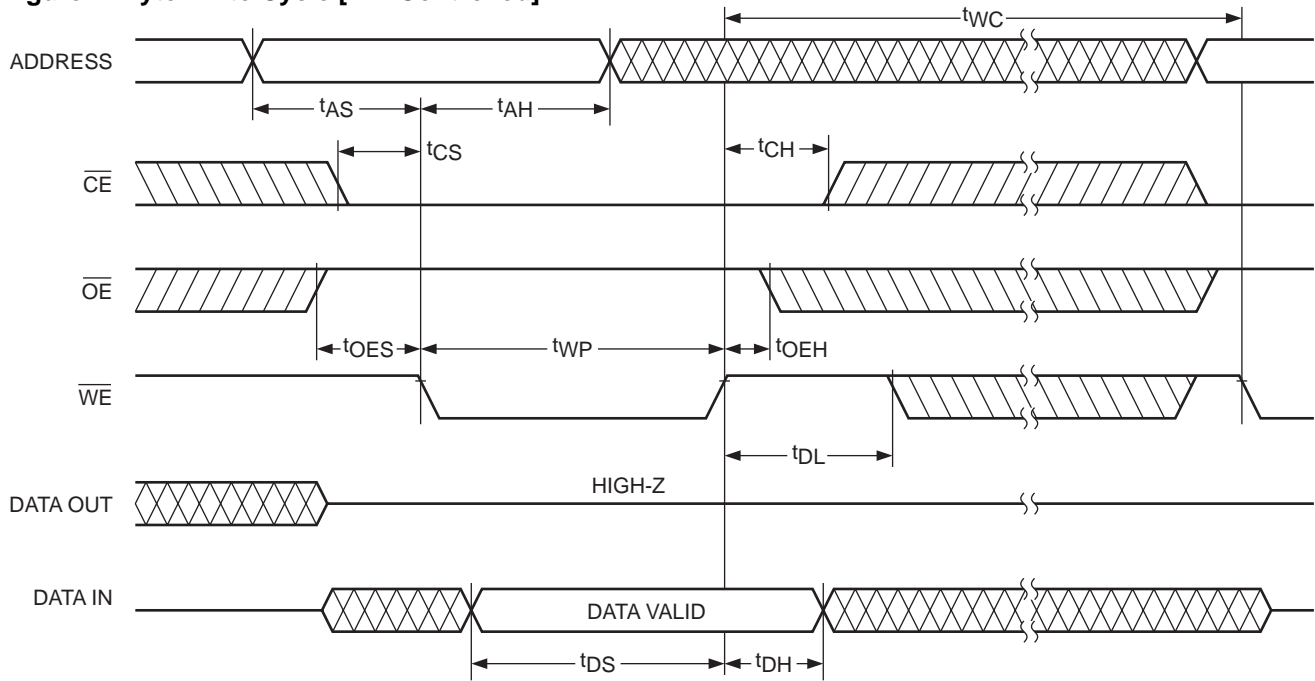 tWC
ADDRESS
tAS
tAH
tCS
tCH
CE
OE
tOES
tWP
tOEH
WE
tDL
HIGH-Z
DATA OUT
DATA IN
DATA VALID
tDS
tDH